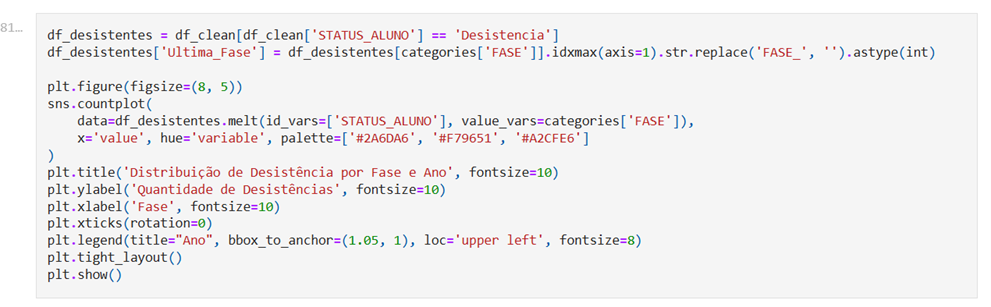 81...
df_desistentes = df_clean[df_clean['STATUS_ALUNO'] == 'Desistencia']
df_desistentes['Ultima_Fase'] = df_desistentes[categories['FASE']].idxmax(axis=1).str.replace('FASE_', '').astype(int)

plt.figure(figsize=(8, 5))
sns.countplot(
    data=df_desistentes.melt(id_vars=['STATUS_ALUNO'], value_vars=categories['FASE']),
    x='value', hue='variable', palette=['#2A6DA6', '#F79651', '#A2CFE6']
)
plt.title('Distribuição de Desistência por Fase e Ano', fontsize=10)
plt.ylabel('Quantidade de Desistências', fontsize=10)
plt.xlabel('Fase', fontsize=10)
plt.xticks(rotation=0)
plt.legend(title="Ano", bbox_to_anchor=(1.05, 1), loc='upper left', fontsize=8)
plt.tight_layout()
plt.show()